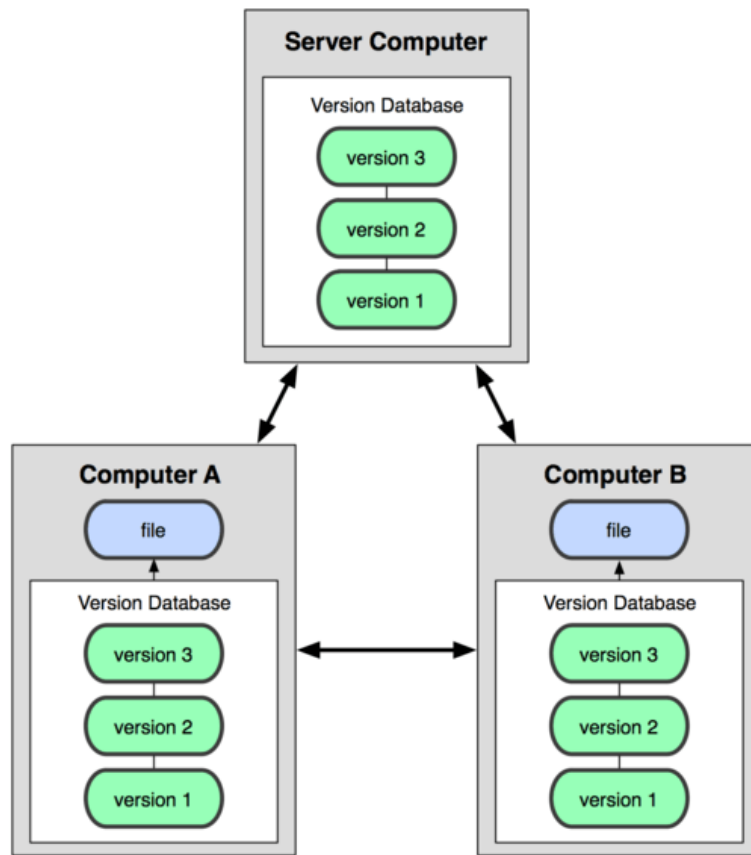 Server Computer
Version Database
version 3
version 2
version 1
Computer A
file
Version Database
version 3
version 2
version 1
Computer B
file
Version Database
version 3
version 2
version 1